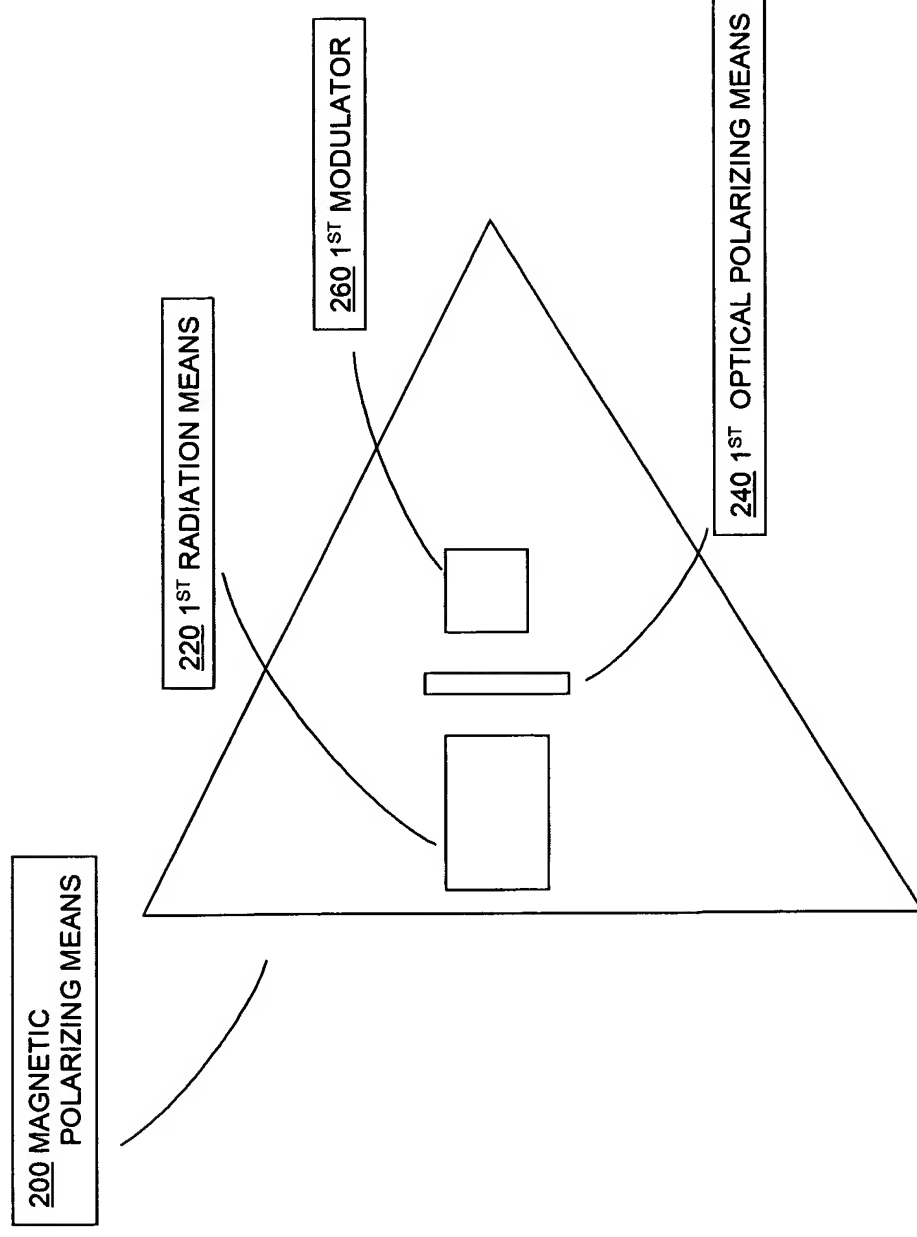 200 MAGNETIC
POLARIZING MEANS
220 1ST RADIATION MEANS
260 1ST MODULATOR
240 1ST OPTICAL POLARIZING MEANS